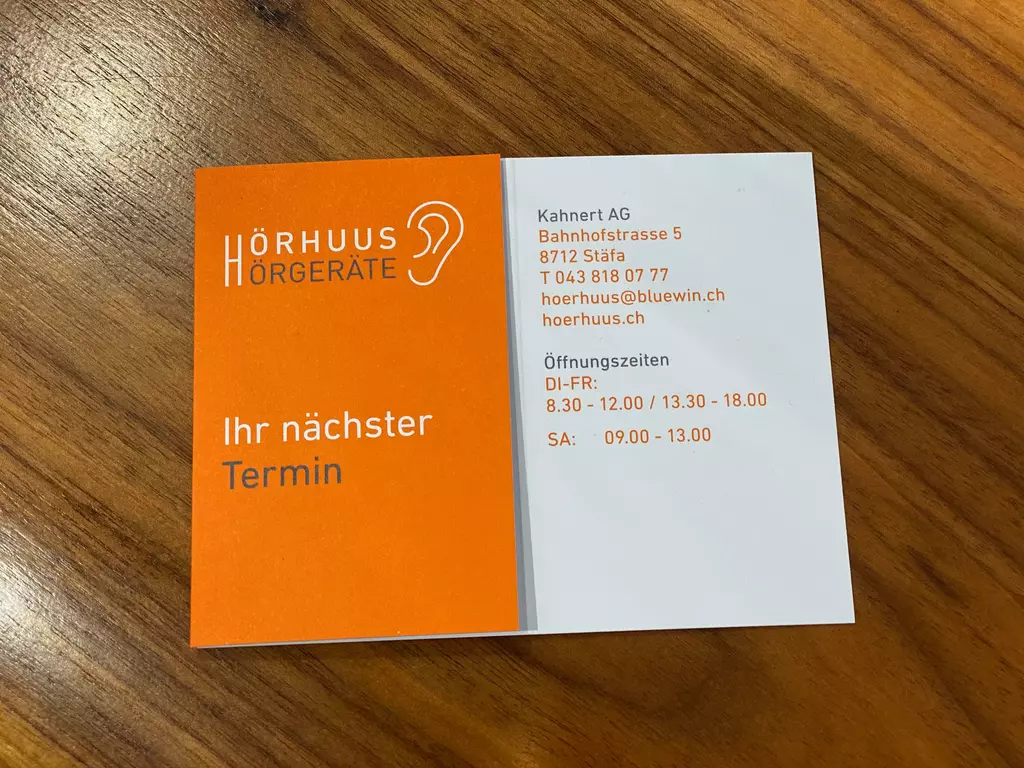 HÖRHUUS
HÖRGERÄTE
Ihr nächster
Termin
Kahnert AG
Bahnhofstrasse 5
8712 Stäfa
T 043 818 07 77
hoerhuus@bluewin.ch
hoerhuus.ch
Öffnungszeiten
DI-FR:
8.30 - 12.00 / 13.30 - 18.00
SA: 09.00 - 13.00